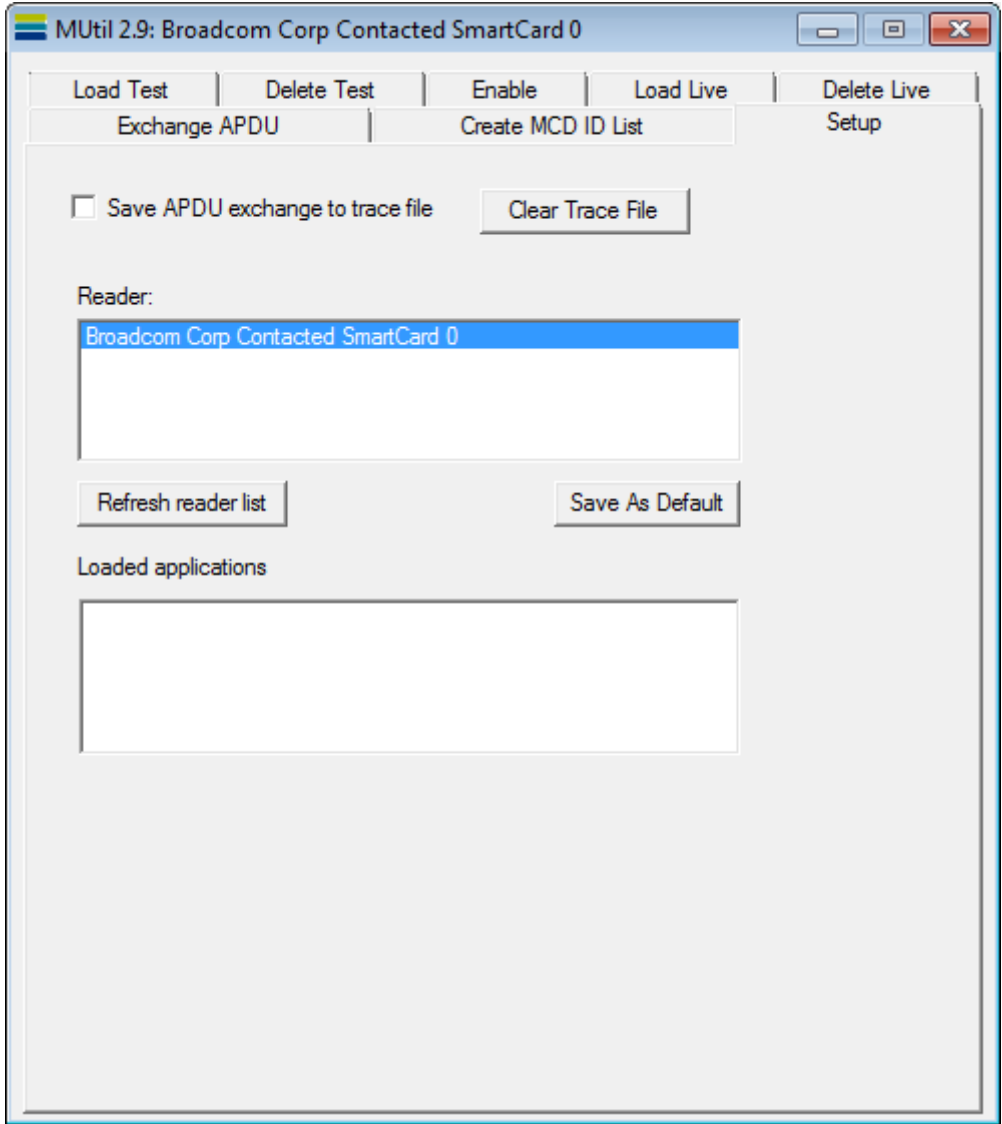 MUtil 2.9: Broadcom Corp Contacted SmartCard 0
Load Test Delete Test Enable Load Live Delete Live
Exchange APDU Create MCD ID List Setup
Save APDU exchange to trace file Clear Trace File
Reader:
Broadcom Corp Contacted SmartCard 0
Refresh reader list Save As Default
Loaded applications